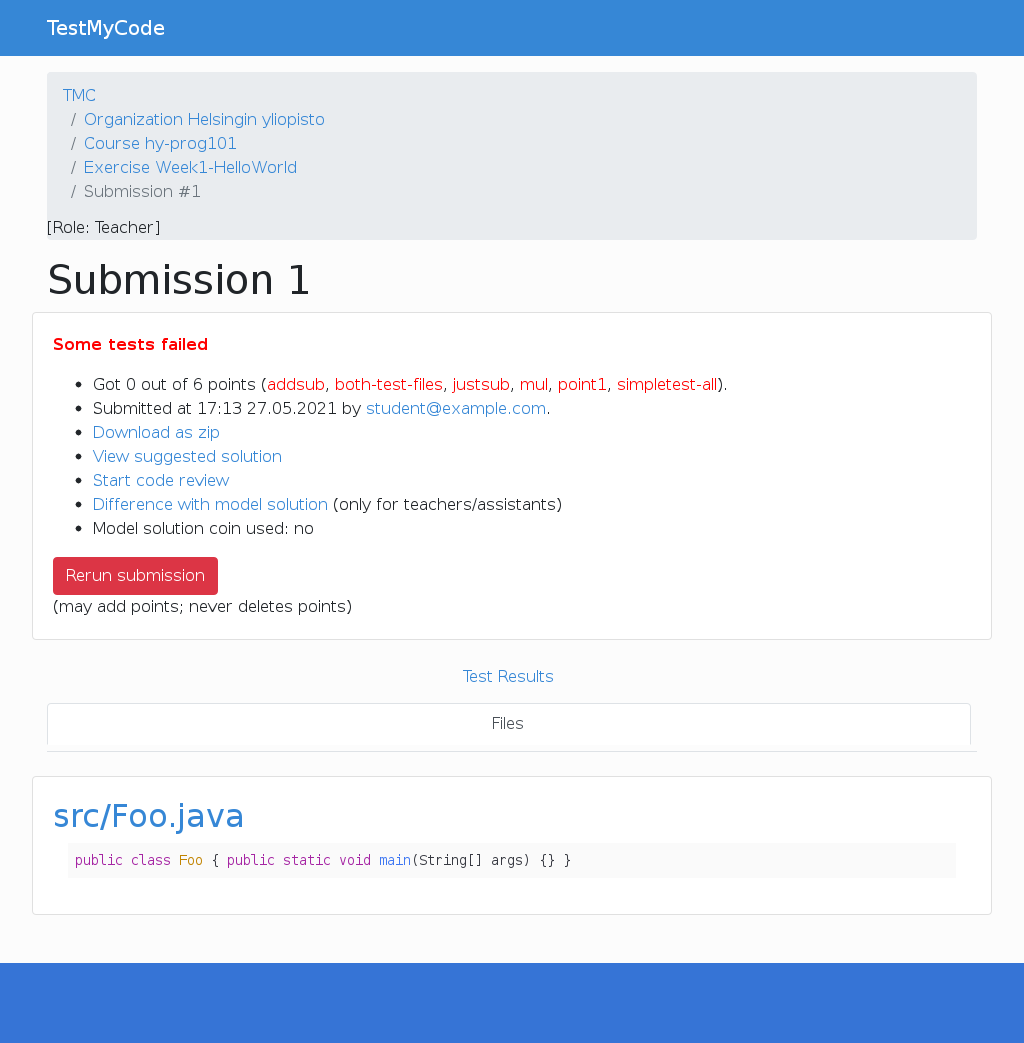 TestMyCode
TMC
/ Organization Helsingin yliopisto
/ Course hy-prog101
/ Exercise Week1-HelloWorld
/ Submission #1
[Role: Teacher]
Submission 1
Some tests failed
• Got 0 out of 6 points (addsub, both-test-files, justsub, mul, point1, simpletest-all).
• Submitted at 17:13 27.05.2021 by student@example.com.
• Download as zip
• View suggested solution
• Start code review
• Difference with model solution (only for teachers/assistants)
• Model solution coin used: no
Rerun submission
(may add points; never deletes points)
Test Results
Files
src/Foo.java
public class Foo { public static void main(String[] args) {} }